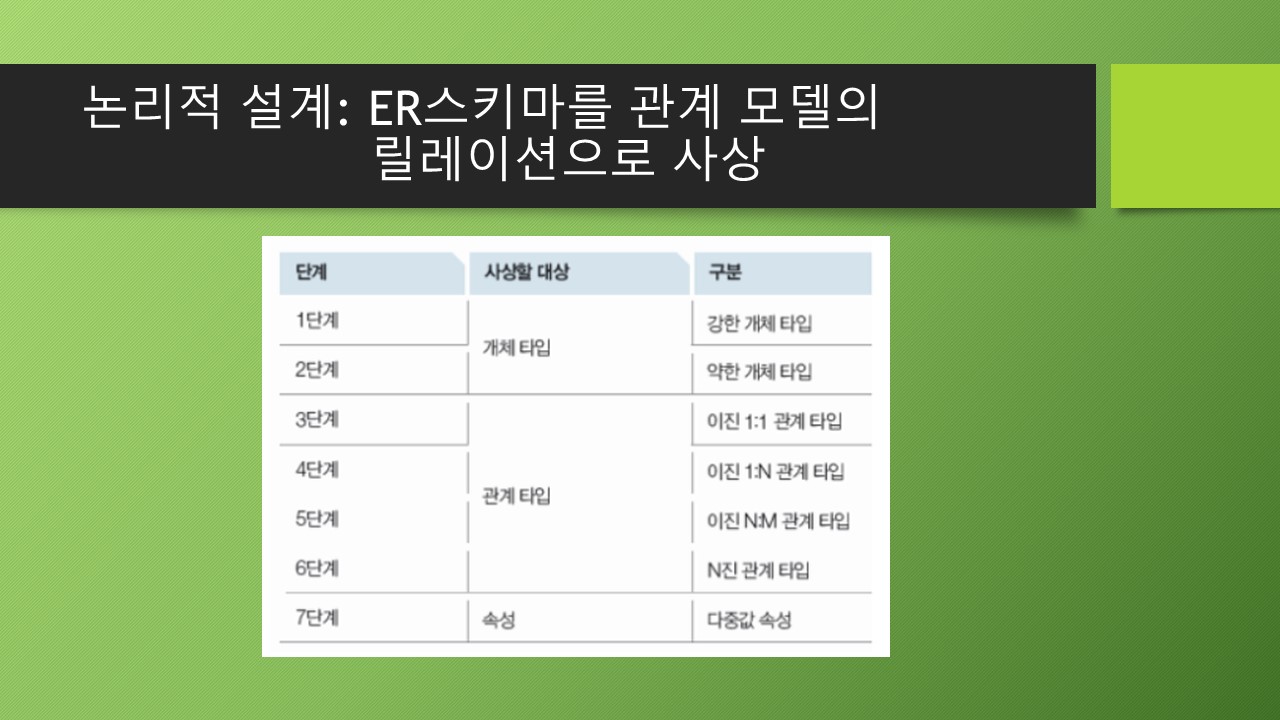 논리적 설계: ER스키마를 관계 모델의
릴레이션으로 사상
단계 사상할 대상 구분
1단계 개체 타입 강한 개체 타입
2단계 약한 개체 타입
3단계 관계 타입 이진 1:1 관계 타입
4단계 이진 1:N 관계 타입
5단계 이진 N:M 관계 타입
6단계 N진 관계 타입
7단계 속성 다중값 속성